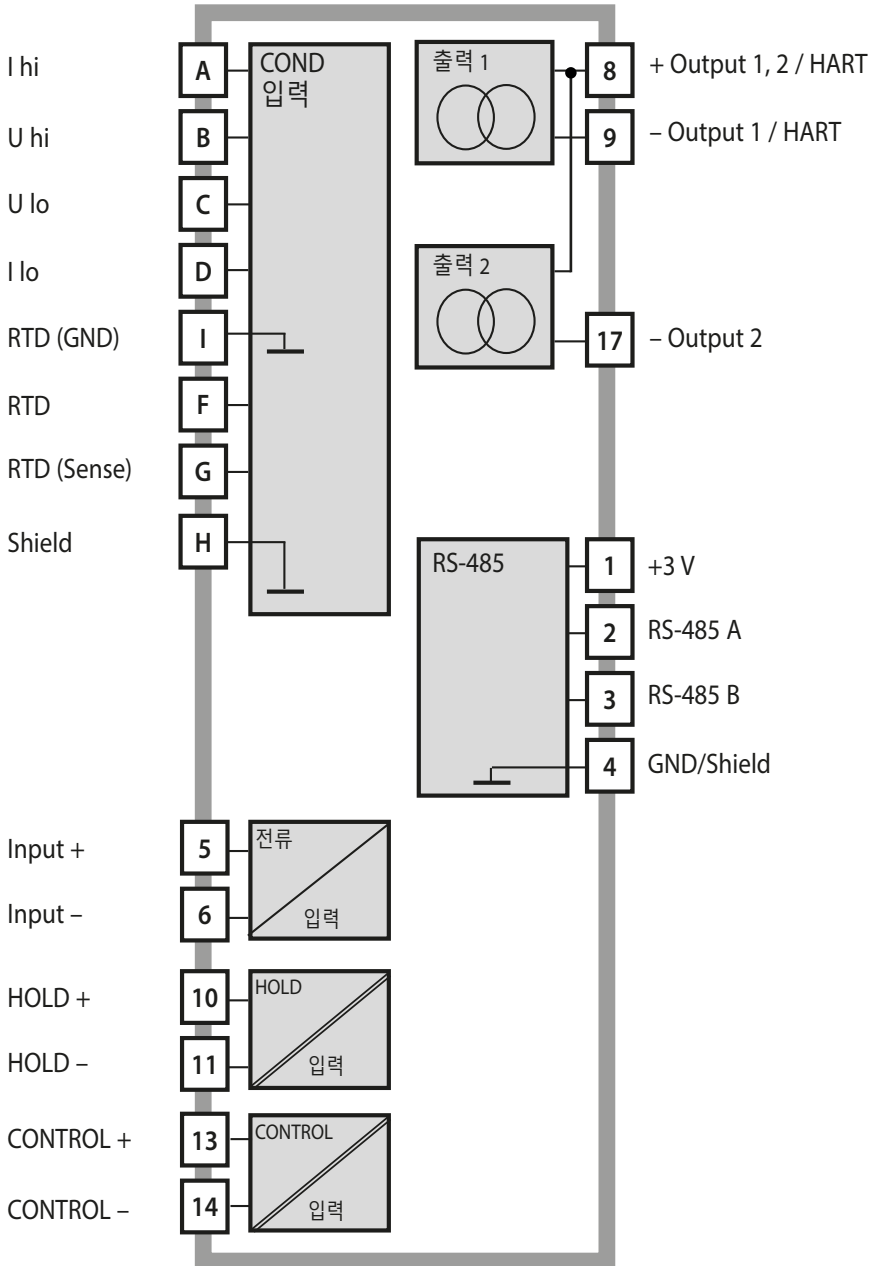 I hi
A
COND
입력
U hi
B
U lo
C
I lo
D
RTD (GND)
I
RTD
F
RTD (Sense)
G
Shield
H
출력 1
8
+ Output 1, 2 / HART
9
– Output 1 / HART
출력 2
17
– Output 2
RS-485
1
+3 V
2
RS-485 A
3
RS-485 B
4
GND/Shield
Input +
5
전류
Input –
6
입력
HOLD +
10
HOLD
HOLD –
11
입력
CONTROL +
13
CONTROL
CONTROL –
14
입력